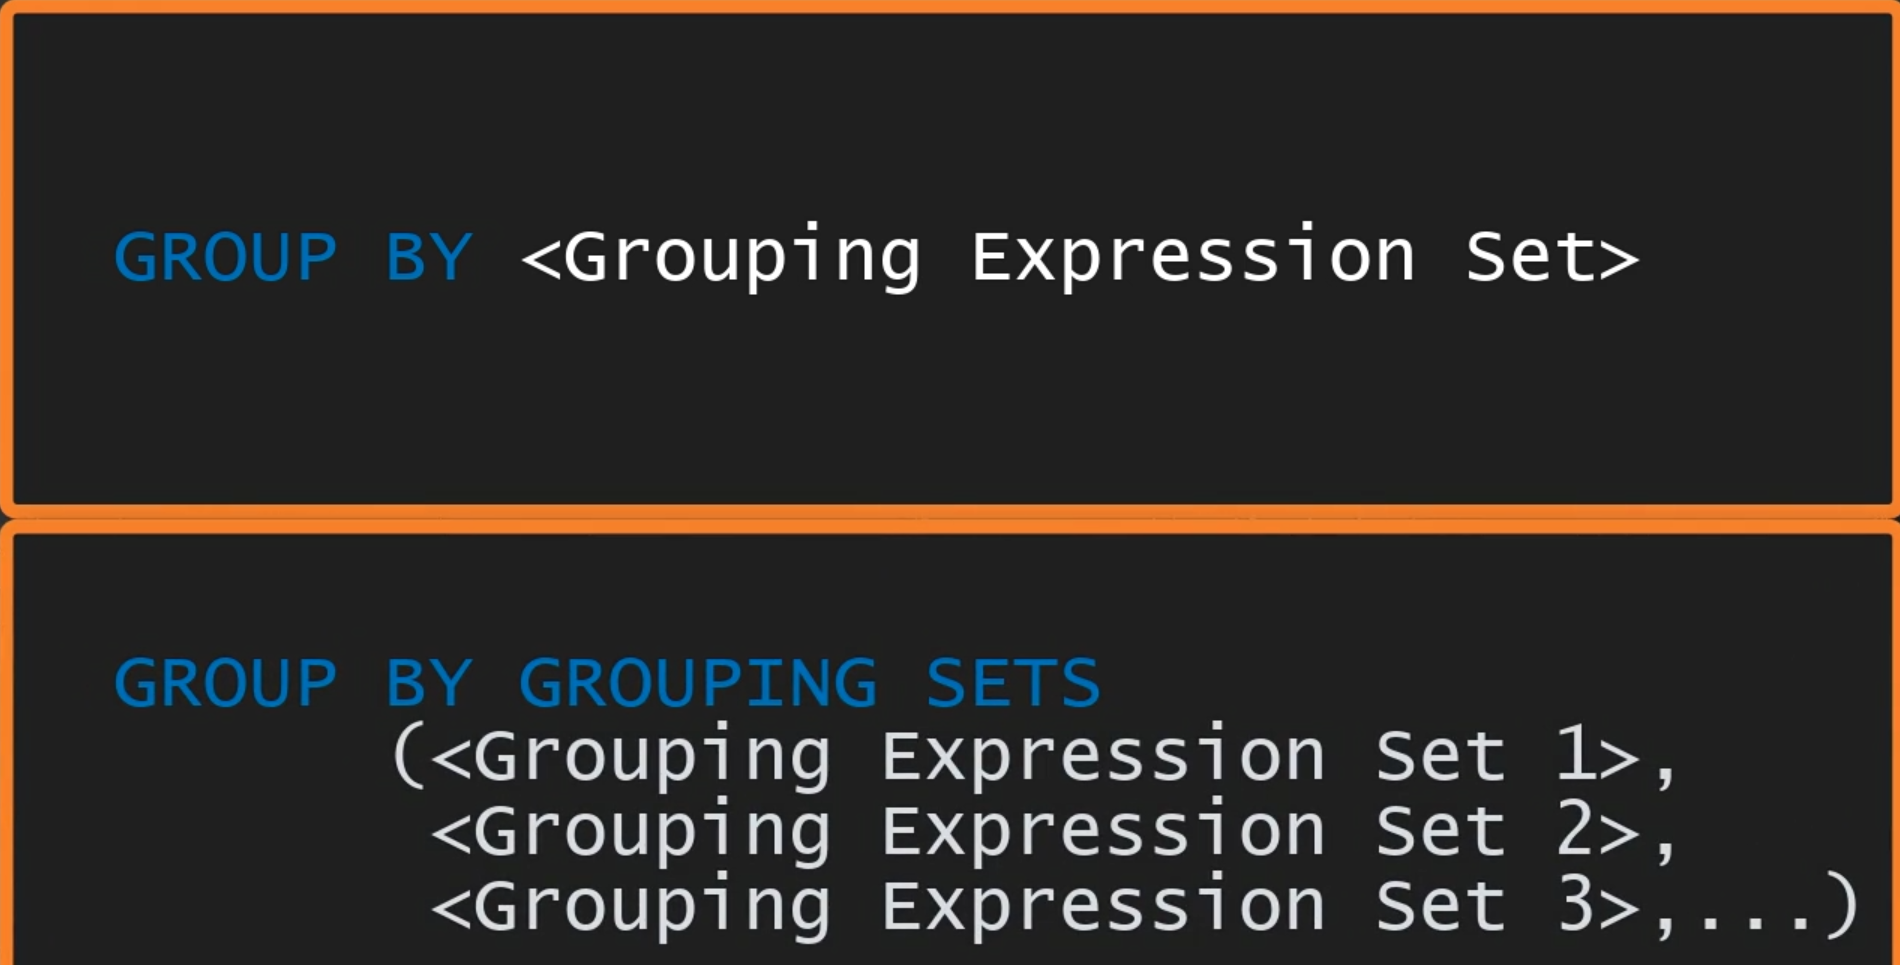 GROUP BY <Grouping Expression Set>
GROUP BY GROUPING SETS
(<Grouping Expression Set 1>,
<Grouping Expression Set 2>,
<Grouping Expression Set 3>,...)